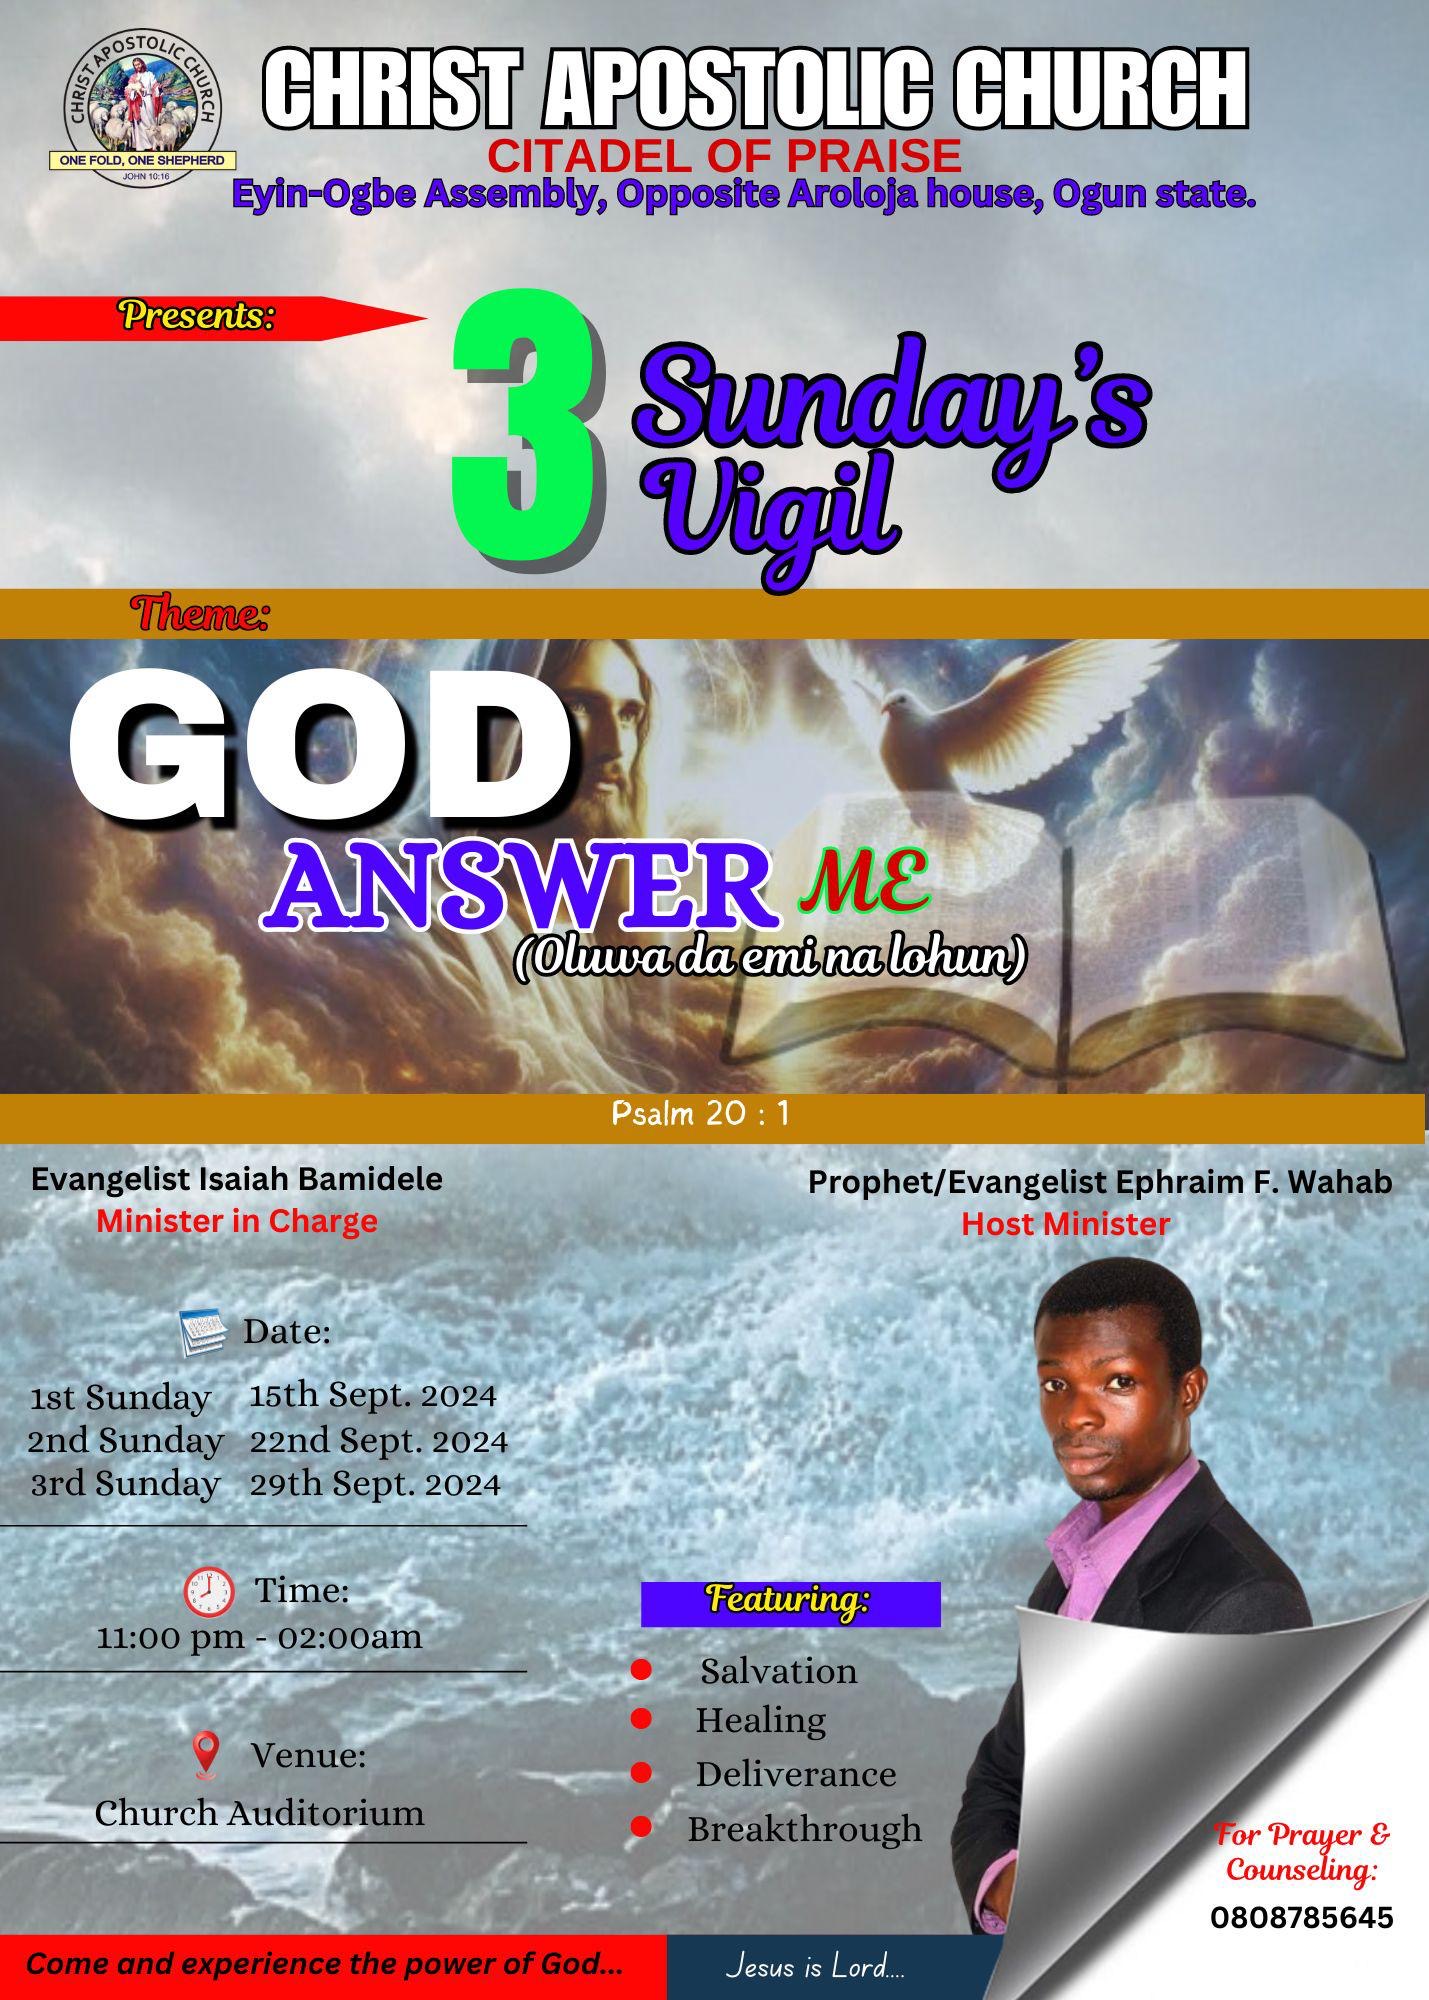 CHRIST APOSTOLIC CHURCH
ONE FOLD, ONE SHEPHERD
JOHN 10:16
CHRIST APOSTOLIC CHURCH
CITADEL OF PRAISE
Eyin-Ogbe Assembly, Opposite Aroloja house, Ogun state.
Presents:
3 Sunday's
Vigil
Theme:
GOD
ANSWER ME
(Oluwa da emi na lohun)
Psalm 20 : 1
Evangelist Isaiah Bamidele
Minister in Charge
Prophet/Evangelist Ephraim F. Wahab
Host Minister
Date:
1st Sunday 15th Sept. 2024
2nd Sunday 22nd Sept. 2024
3rd Sunday 29th Sept. 2024
Time:
11:00 pm - 02:00am
Venue:
Church Auditorium
Featuring:
Salvation
Healing
Deliverance
Breakthrough
For Prayer &
Counseling:
0808785645
Come and experience the power of God...
Jesus is Lord....